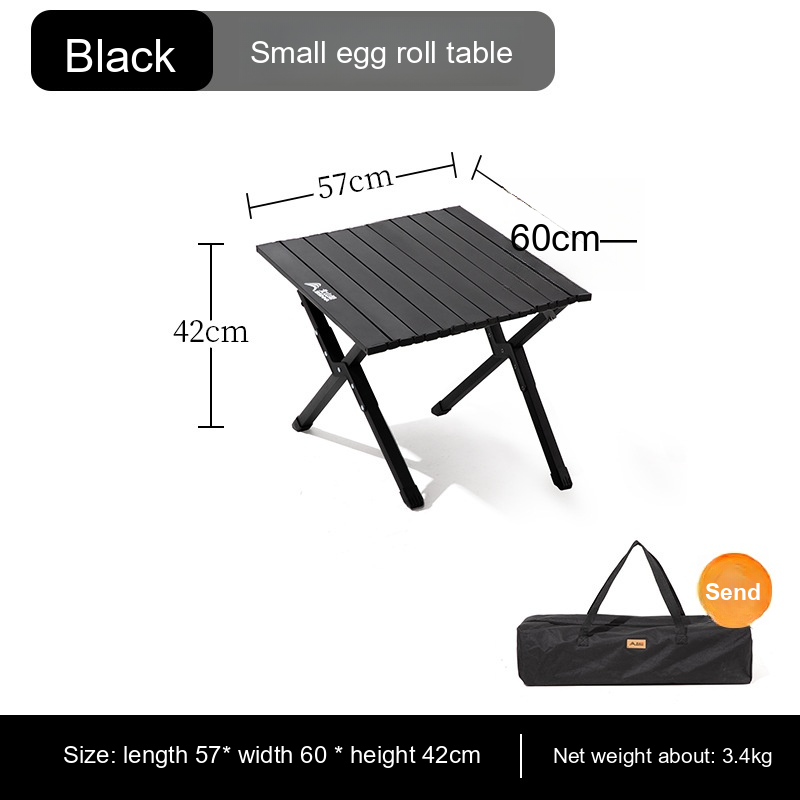 Black
Small egg roll table
57cm
60cm
42cm
Send
Size: length 57* width 60 * height 42cm
Net weight about: 3.4kg